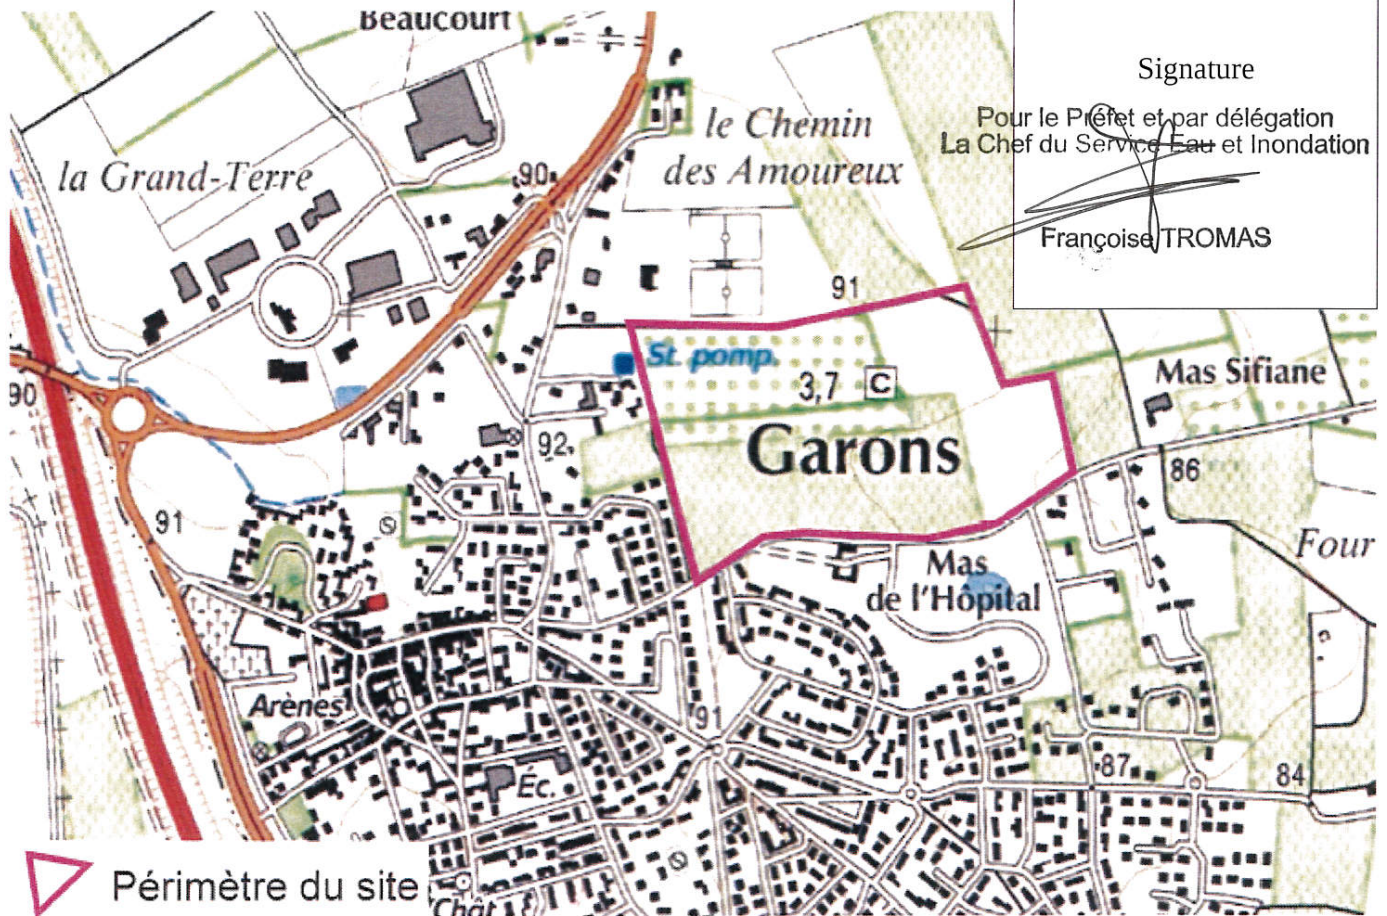 Beaucourt
Signature
Pour le Préfet et par délégation
La Chef du Service Eau et Inondation
Françoise TROMAS
le Chemin
des Amoureux
la Grand-Terre
90
91
St. pomp.
3,7 C
Mas Sifiane
90
92
Garons
86
91
Four
Mas
de l'Hôpital
Arènes
91
87
84
Éc.
Périmètre du site
Chât